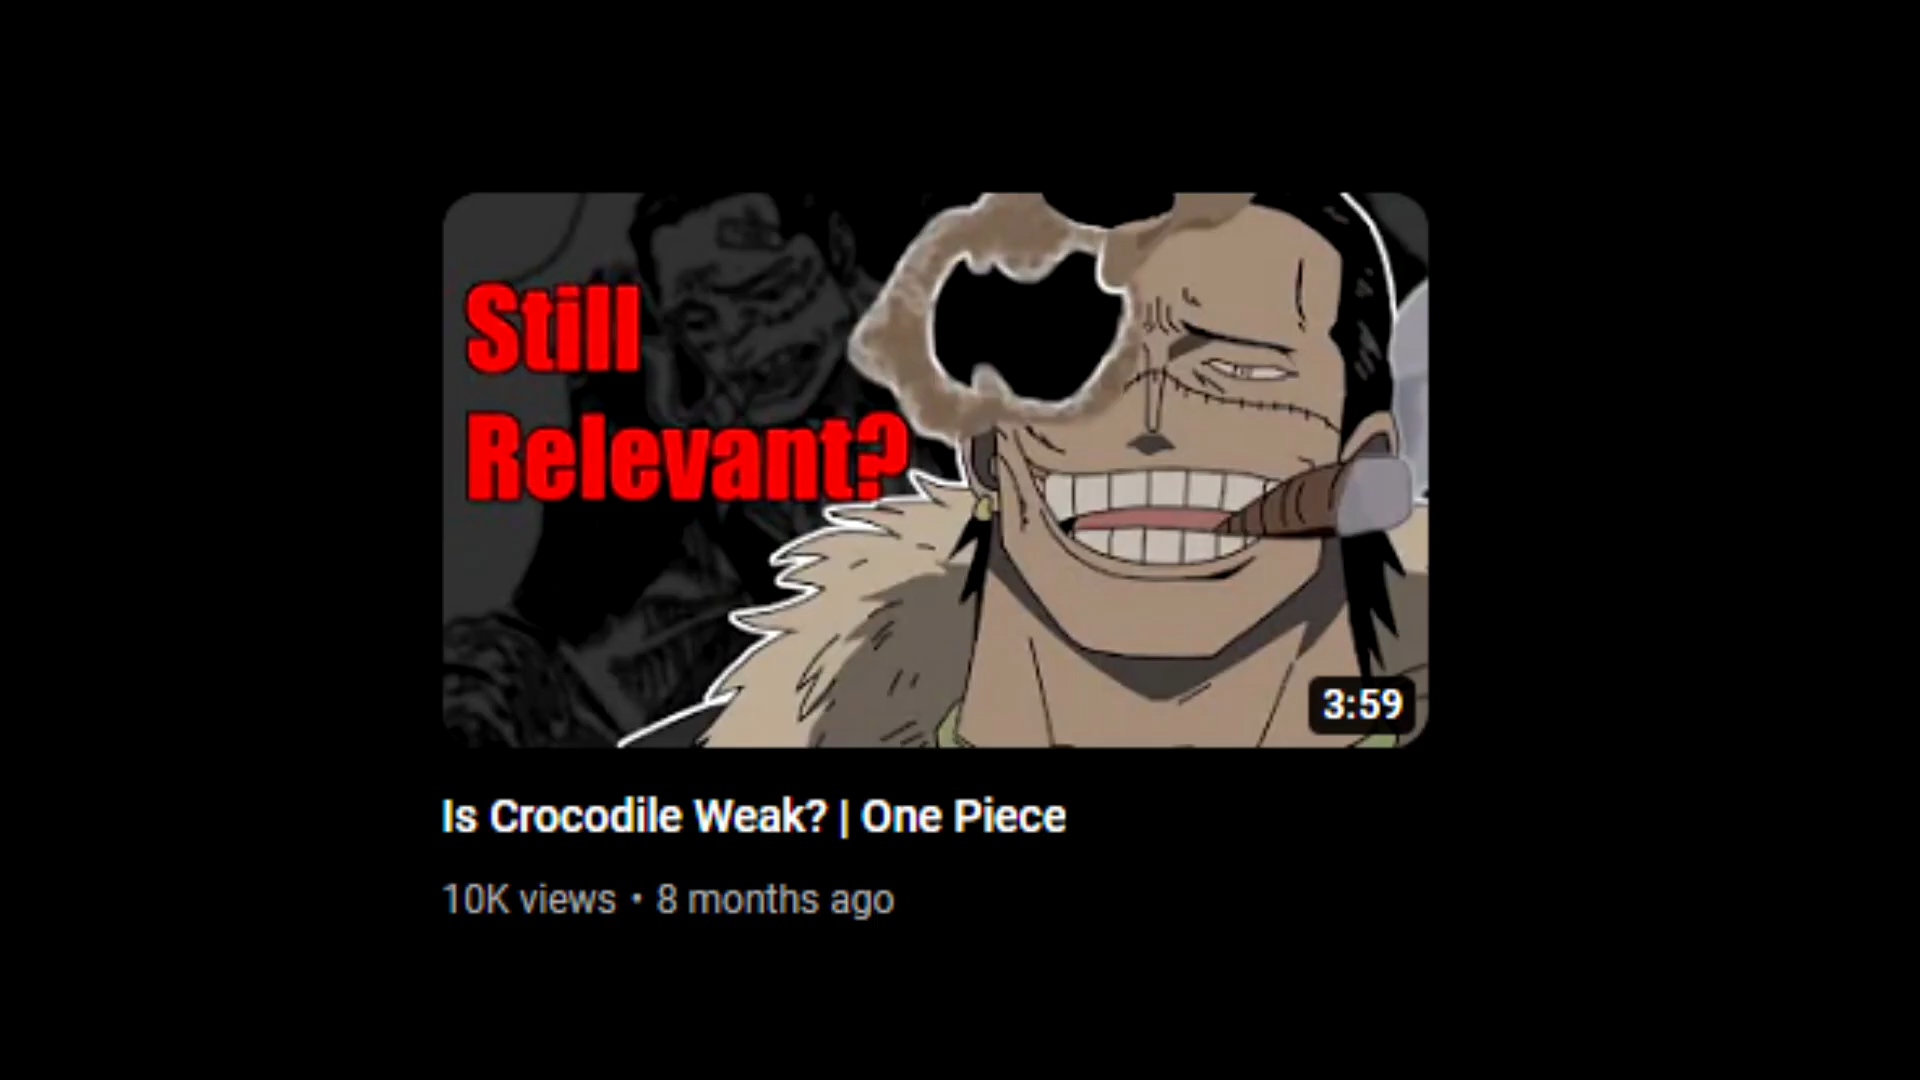 Still
Relevant?
3:59
Is Crocodile Weak? | One Piece
10K views • 8 months ago